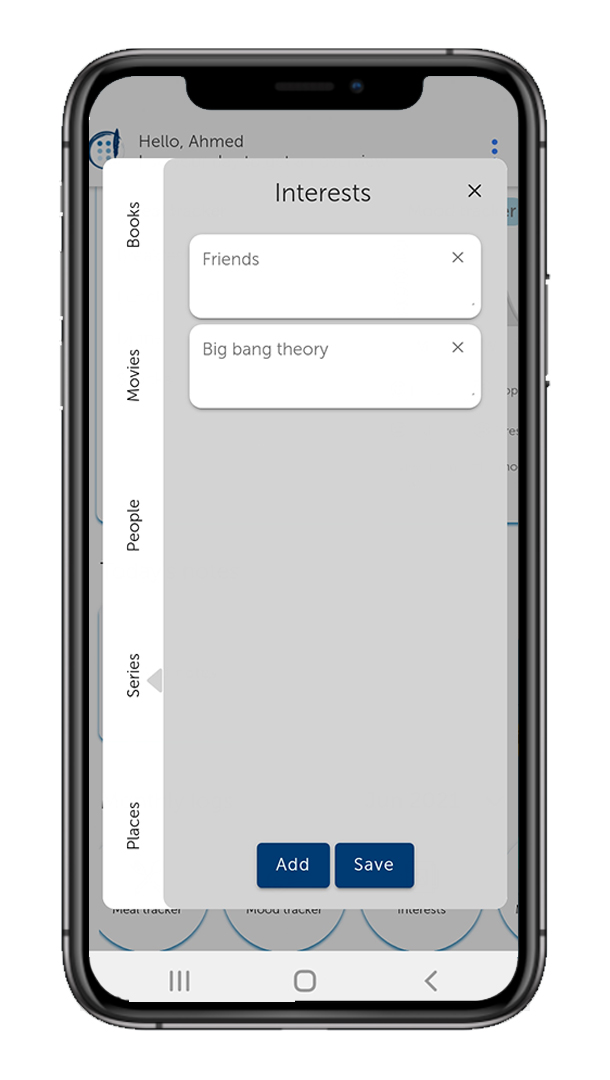 Hello, Ahmed
Interests
Books
Movies
People
Series
Places
Friends
Big bang theory
Add
Save
Meal tracker
Mood tracker
Interests